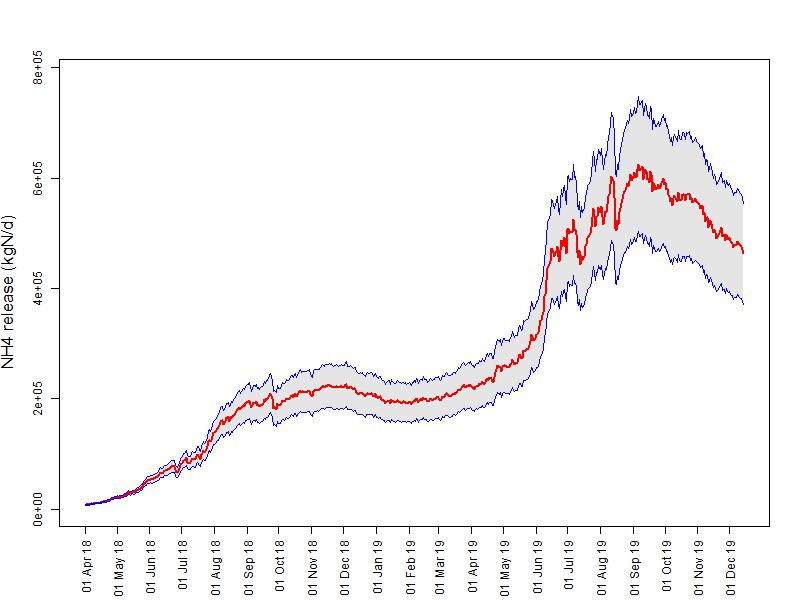 NH4 release (kgN/d)
8e+05
6e+05
4e+05
2e+05
0e+00
01 Apr 18
01 May 18
01 Jun 18
01 Jul 18
01 Aug 18
01 Sep 18
01 Oct 18
01 Nov 18
01 Dec 18
01 Jan 19
01 Feb 19
01 Mar 19
01 Apr 19
01 May 19
01 Jun 19
01 Jul 19
01 Aug 19
01 Sep 19
01 Oct 19
01 Nov 19
01 Dec 19